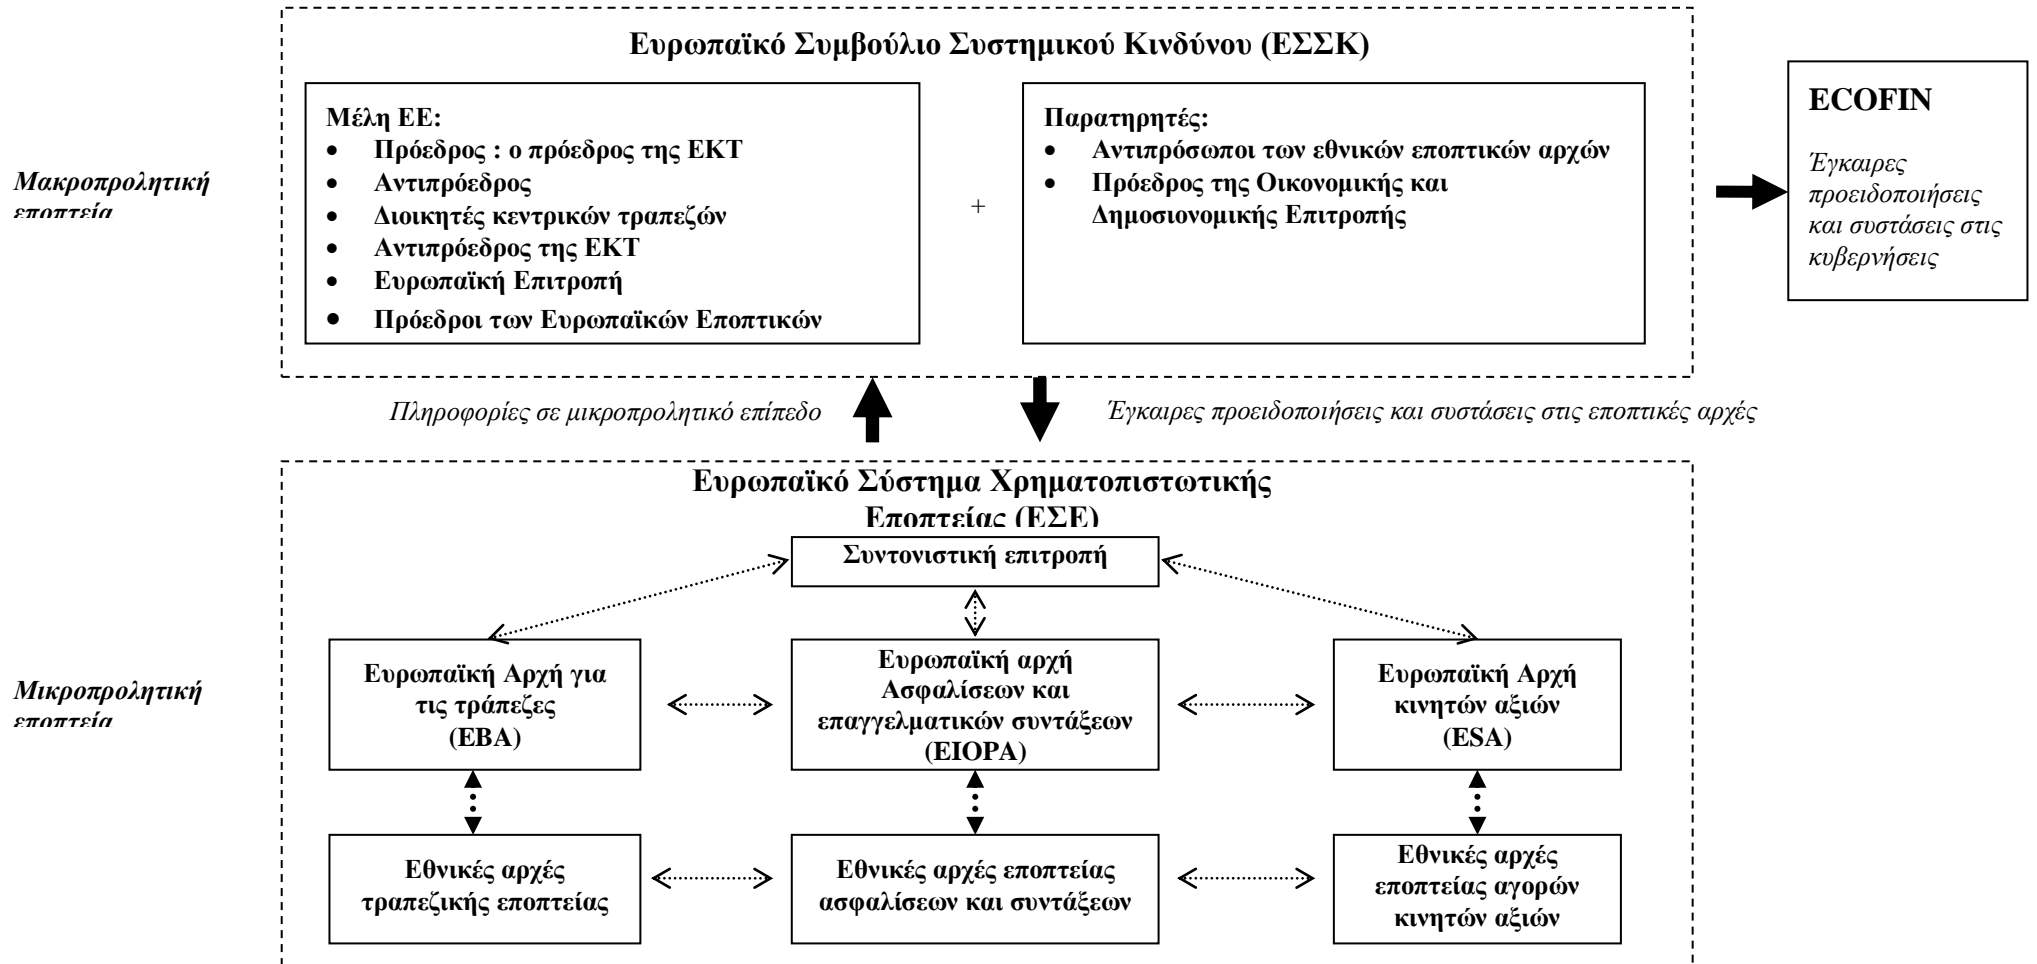 Ευρωπαϊκό Συμβούλιο Συστημικού Κινδύνου (ΕΣΣΚ)
Μέλη ΕΕ:
• Πρόεδρος : ο πρόεδρος της ΕΚΤ
• Αντιπρόεδρος
• Διοικητές κεντρικών τραπεζών
• Αντιπρόεδρος της ΕΚΤ
• Ευρωπαϊκή Επιτροπή
• Πρόεδροι των Ευρωπαϊκών Εποπτικών
+
Παρατηρητές:
• Αντιπρόσωποι των εθνικών εποπτικών αρχών
• Πρόεδρος της Οικονομικής και
Δημοσιονομικής Επιτροπής
ECOFIN
Έγκαιρες
προειδοποιήσεις
και συστάσεις στις
κυβερνήσεις
Μακροπρολητική
εποπτεία
Πληροφορίες σε μικροπρολητικό επίπεδο
Έγκαιρες προειδοποιήσεις και συστάσεις στις εποπτικές αρχές
Ευρωπαϊκό Σύστημα Χρηματοπιστωτικής
Εποπτείας (ΕΣΕ)
Συντονιστική επιτροπή
Μικροπρολητική
εποπτεία
Ευρωπαϊκή Αρχή για
τις τράπεζες
(EBA)
Ευρωπαϊκή αρχή
Ασφαλίσεων και
επαγγελματικών συντάξεων
(EIOPA)
Ευρωπαϊκή Αρχή
κινητών αξιών
(ESA)
Εθνικές αρχές
τραπεζικής εποπτείας
Εθνικές αρχές εποπτείας
ασφαλίσεων και συντάξεων
Εθνικές αρχές
εποπτείας αγορών
κινητών αξιών